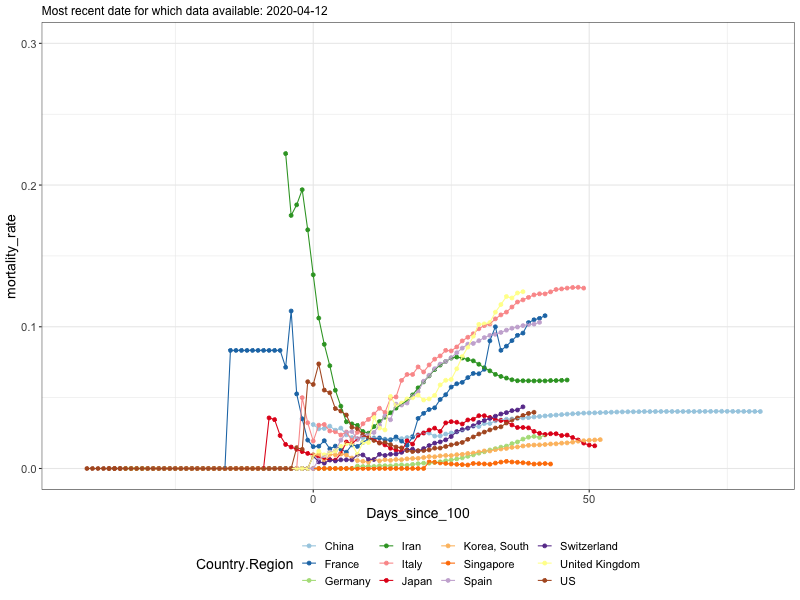 Most recent date for which data available: 2020-04-12
mortality_rate
0.3
0.2
0.1
0.0
0
50
Days_since_100
Country.Region
China
Iran
Korea, South
Switzerland
France
Italy
Singapore
United Kingdom
Germany
Japan
Spain
US